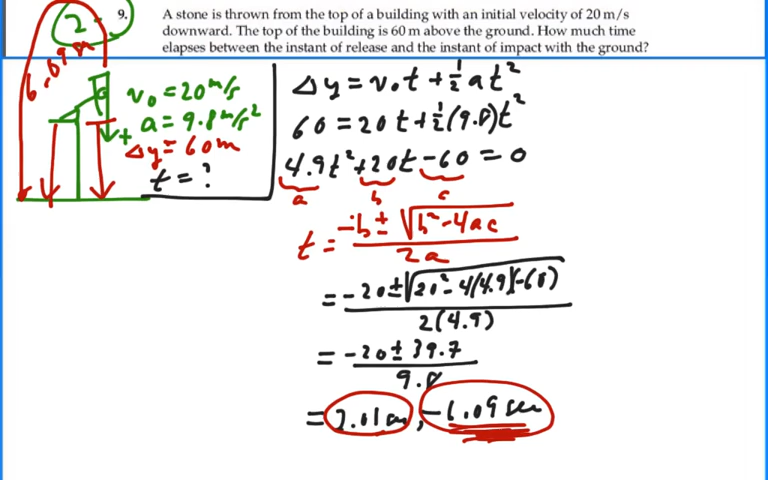 9. A stone is thrown from the top of a building with an initial velocity of 20 m/s
downward. The top of the building is 60 m above the ground. How much time
elapses between the instant of release and the instant of impact with the ground?
2
6.09 m
v₀ = 20 m/s
a = 9.8 m/s²
+
Δy = 60 m
t = ?
Δy = v₀t + ½at²
60 = 20t + ½(9.8)t²
4.9t² + 20t - 60 = 0
a b c
t = -b ± √b² - 4ac
2a
= -20 ± √20² - 4(4.9)(-60)
2(4.9)
= -20 ± 39.7
9.8
= 2.01 , -6.09 sec